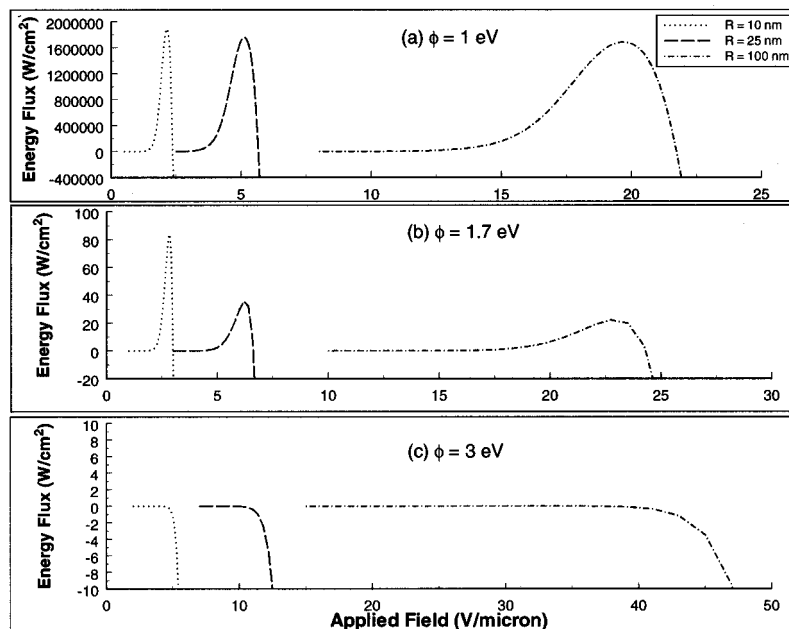 (a) ϕ = 1 eV
R = 10 nm
R = 25 nm
R = 100 nm
Energy Flux (W/cm²)
2000000
1600000
1200000
800000
400000
0
-400000
0 5 10 15 20 25
(b) ϕ = 1.7 eV
Energy Flux (W/cm²)
100
80
60
40
20
0
-20
0 5 10 15 20 25 30
(c) ϕ = 3 eV
Energy Flux (W/cm²)
10
8
6
4
2
0
-2
-4
-6
-8
-10
0 10 20 30 40 50
Applied Field (V/micron)